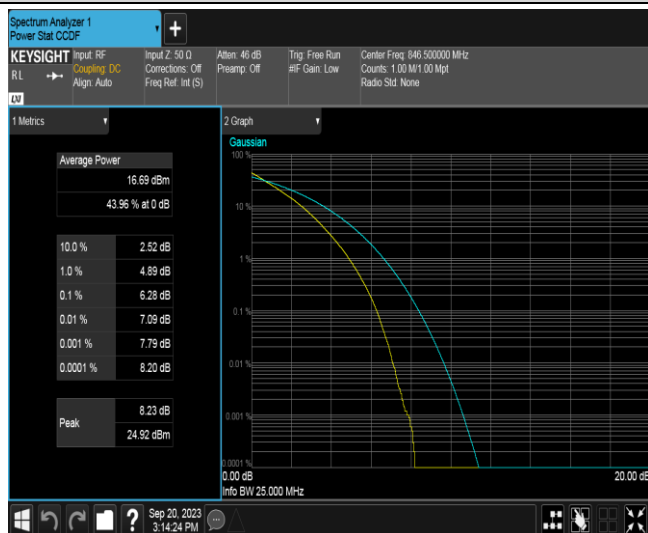 Spectrum Analyzer 1
Power Stat CCDF
+
KEYSIGHT
RL
LXI
Input: RF
Coupling: DC
Align: Auto
Input Z: 50 Ω
Corrections: Off
Freq Ref: Int (S)
Atten: 46 dB
Preamp: Off
Trig: Free Run
#IF Gain: Low
Center Freq: 846.500000 MHz
Counts: 1.00 M/1.00 Mpt
Radio Std: None
1 Metrics
Average Power
16.69 dBm
43.96 % at 0 dB
10.0 % 2.52 dB
1.0 % 4.89 dB
0.1 % 6.28 dB
0.01 % 7.09 dB
0.001 % 7.79 dB
0.0001 % 8.20 dB
Peak
8.23 dB
24.92 dBm
2 Graph
Gaussian
100 %
10 %
1 %
0.1 %
0.01 %
0.001 %
0.0001 %
0.00 dB 20.00 dB
Info BW 25.000 MHz
?
Sep 20, 2023
3:14:24 PM